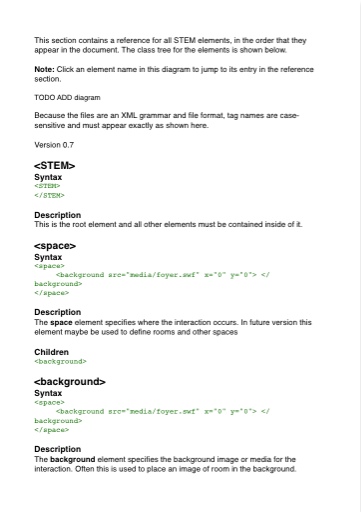 This section contains a reference for all STEM elements, in the order that they
appear in the document. The class tree for the elements is shown below.
Note: Click an element name in this diagram to jump to its entry in the reference
section.
TODO ADD diagram
Because the files are an XML grammar and file format, tag names are case-
sensitive and must appear exactly as shown here.
Version 0.7
<STEM>
Syntax
<STEM>
</STEM>
Description
This is the root element and all other elements must be contained inside of it.
<space>
Syntax
<space>
<background src="media/foyer.swf" x="0" y="0"> </
background>
</space>
Description
The space element specifies where the interaction occurs. In future version this
element maybe be used to define rooms and other spaces
Children
<background>
<background>
Syntax
<space>
<background src="media/foyer.swf" x="0" y="0"> </
background>
</space>
Description
The background element specifies the background image or media for the
interaction. Often this is used to place an image of room in the background.